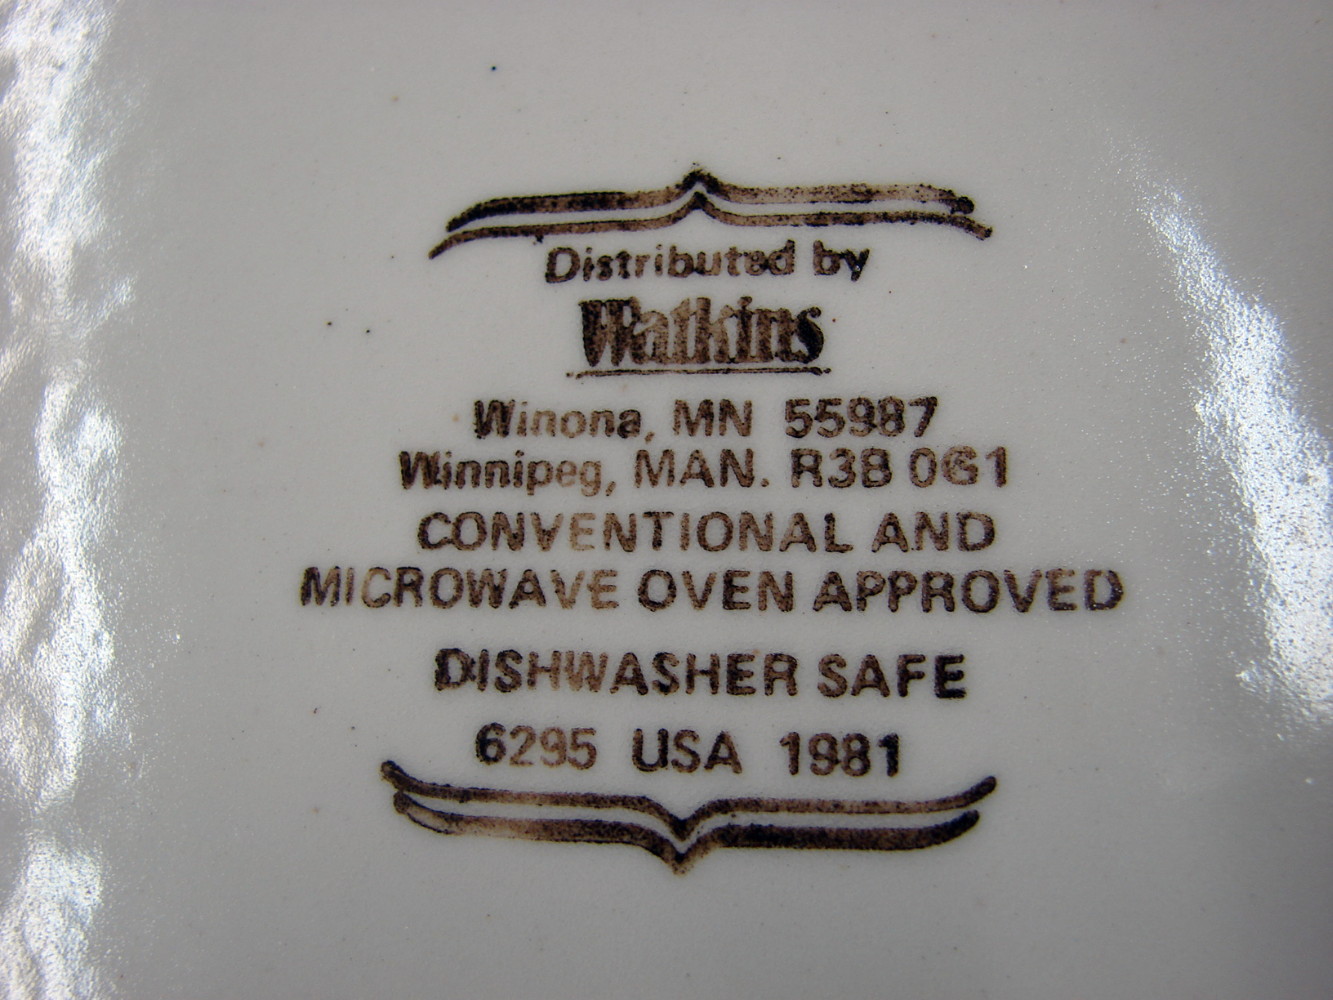 Distributed by
Watkins
Winona, MN 55987
Winnipeg, MAN. R3B 0G1
CONVENTIONAL AND
MICROWAVE OVEN APPROVED
DISHWASHER SAFE
6295 USA 1981